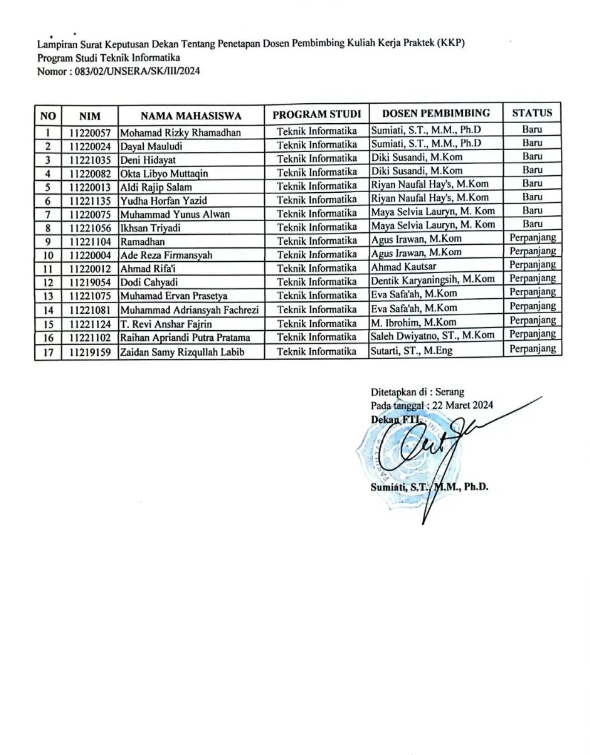 Lampiran Surat Keputusan Dekan Tentang Penetapan Dosen Pembimbing Kuliah Kerja Praktek (KKP)
Program Studi Teknik Informatika
Nomor : 083/02/UNSERA/SK/III/2024
NO NIM NAMA MAHASISWA PROGRAM STUDI DOSEN PEMBIMBING STATUS
1 11220057 Mohamad Rizky Rhamadhan Teknik Informatika Sumiati, S.T., M.M., Ph.D Baru
2 11220024 Dayal Mauludi Teknik Informatika Sumiati, S.T., M.M., Ph.D Baru
3 11221035 Deni Hidayat Teknik Informatika Diki Susandi, M.Kom Baru
4 11220082 Okta Libyo Muttaqin Teknik Informatika Diki Susandi, M.Kom Baru
5 11220013 Aldi Rajip Salam Teknik Informatika Riyan Naufal Hay's, M.Kom Baru
6 11221135 Yudha Horfan Yazid Teknik Informatika Riyan Naufal Hay's, M.Kom Baru
7 11220075 Muhammad Yunus Alwan Teknik Informatika Maya Selvia Lauryn, M. Kom Baru
8 11221056 Ikhsan Triyadi Teknik Informatika Maya Selvia Lauryn, M. Kom Baru
9 11221104 Ramadhan Teknik Informatika Agus Irawan, M.Kom Perpanjang
10 11220004 Ade Reza Firmansyah Teknik Informatika Agus Irawan, M.Kom Perpanjang
11 11220012 Ahmad Rifa'i Teknik Informatika Ahmad Kautsar Perpanjang
12 11219054 Dodi Cahyadi Teknik Informatika Dentik Karyaningsih, M.Kom Perpanjang
13 11221075 Muhamad Ervan Prasetya Teknik Informatika Eva Safa'ah, M.Kom Perpanjang
14 11221081 Muhammad Adriansyah Fachrezi Teknik Informatika Eva Safa'ah, M.Kom Perpanjang
15 11221124 T. Revi Anshar Fajrin Teknik Informatika M. Ibrohim, M.Kom Perpanjang
16 11221102 Raihan Apriandi Putra Pratama Teknik Informatika Saleh Dwiyatno, ST., M.Kom Perpanjang
17 11219159 Zaidan Samy Rizqullah Labib Teknik Informatika Sutarti, ST., M.Eng Perpanjang
Ditetapkan di : Serang
Pada tanggal : 22 Maret 2024
Dekan FTI,
Sumiati, S.T., M.M., Ph.D.